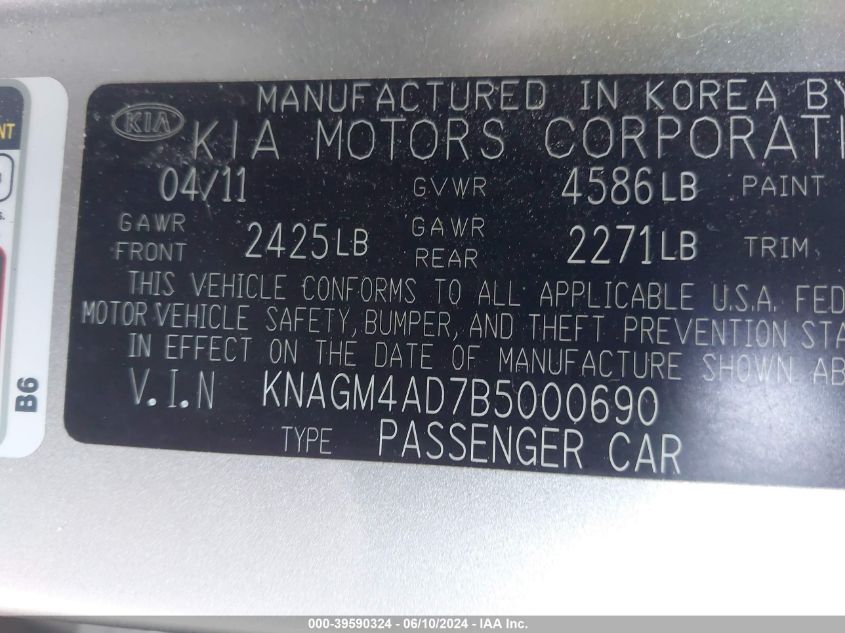 MANUFACTURED IN KOREA BY
KIA
KIA MOTORS CORPORATI
04/11 GVWR 4586LB PAINT
GAWR FRONT 2425LB GAWR REAR 2271LB TRIM
THIS VEHICLE CONFORMS TO ALL APPLICABLE U.S.A. FED
MOTOR VEHICLE SAFETY, BUMPER, AND THEFT PREVENTION STA
IN EFFECT ON THE DATE OF MANUFACTURE SHOWN AB
V.I.N KNAGM4AD7B5000690
TYPE PASSENGER CAR
NT
s.
B6
000-39590324 - 06/10/2024 - IAA Inc.